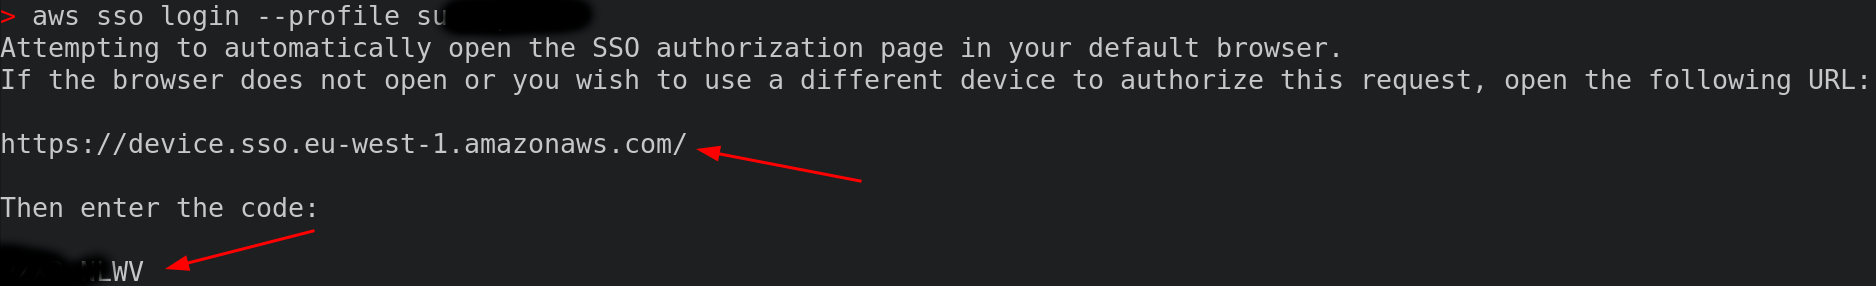 > aws sso login --profile su
Attempting to automatically open the SSO authorization page in your default browser.
If the browser does not open or you wish to use a different device to authorize this request, open the following URL:
https://device.sso.eu-west-1.amazonaws.com/
Then enter the code:
LWV